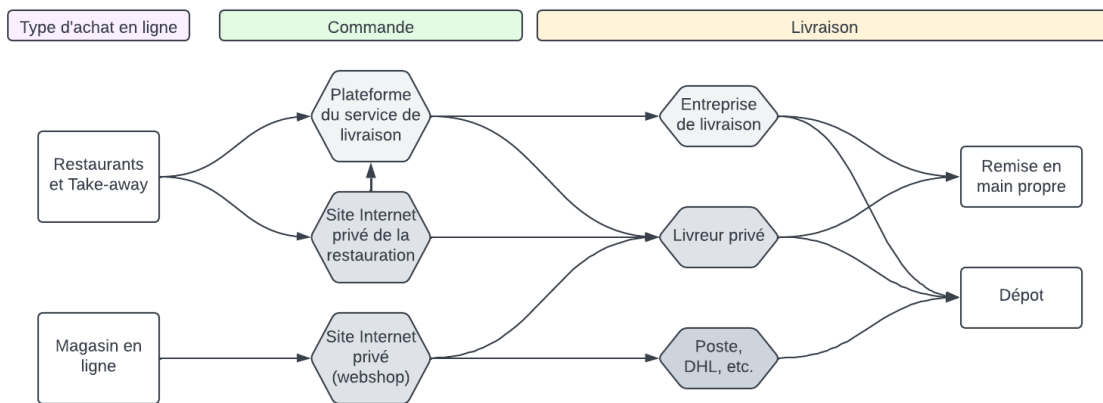 Type d'achat en ligne
Commande
Livraison
Plateforme
du service de
livraison
Entreprise
de livraison
Restaurants
et Take-away
Remise en
main propre
Site Internet
privé de la
restauration
Livreur privé
Dépot
Magasin en
ligne
Site Internet
privé
(webshop)
Poste,
DHL, etc.